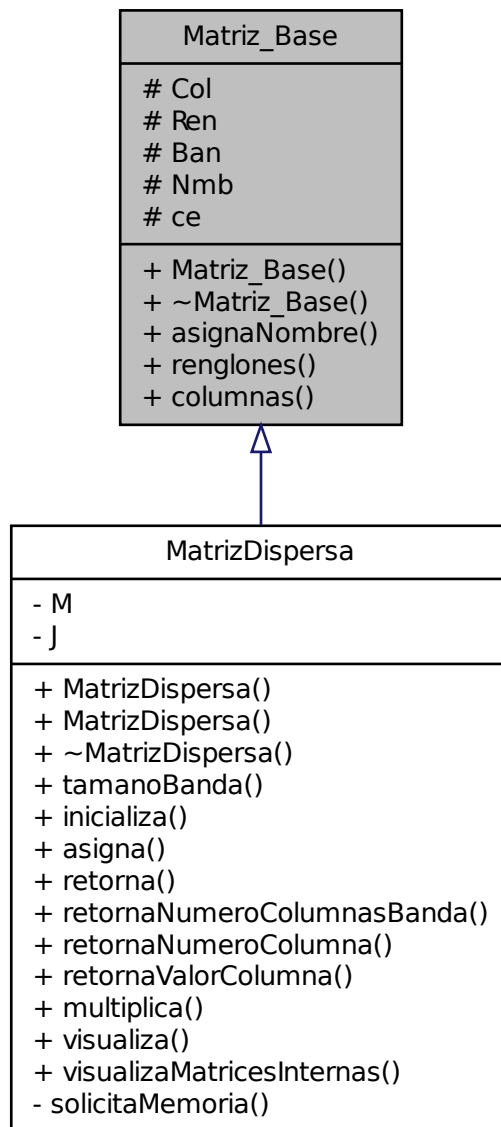 Matriz_Base
# Col
# Ren
# Ban
# Nmb
# ce
+ Matriz_Base()
+ ~Matriz_Base()
+ asignaNombre()
+ renglones()
+ columnas()
MatrizDispersa
- M
- J
+ MatrizDispersa()
+ MatrizDispersa()
+ ~MatrizDispersa()
+ tamanoBanda()
+ inicializa()
+ asigna()
+ retorna()
+ retornaNumeroColumnasBanda()
+ retornaNumeroColumna()
+ retornaValorColumna()
+ multiplica()
+ visualiza()
+ visualizaMatricesInternas()
- solicitaMemoria()